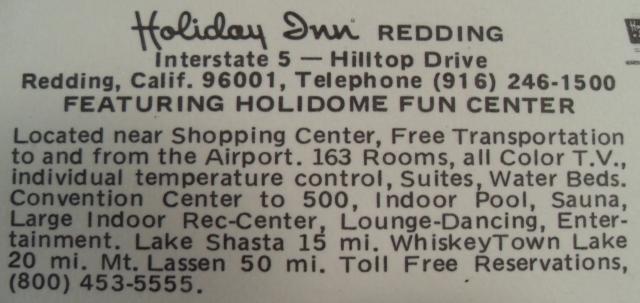 Holiday Inn REDDING
Interstate 5 — Hilltop Drive
Redding, Calif. 96001, Telephone (916) 246-1500
FEATURING HOLIDOME FUN CENTER
Located near Shopping Center, Free Transportation
to and from the Airport. 163 Rooms, all Color T.V.,
individual temperature control, Suites, Water Beds.
Convention Center to 500, Indoor Pool, Sauna,
Large Indoor Rec-Center, Lounge-Dancing, Enter-
tainment. Lake Shasta 15 mi. WhiskeyTown Lake
20 mi. Mt. Lassen 50 mi. Toll Free Reservations,
(800) 453-5555.